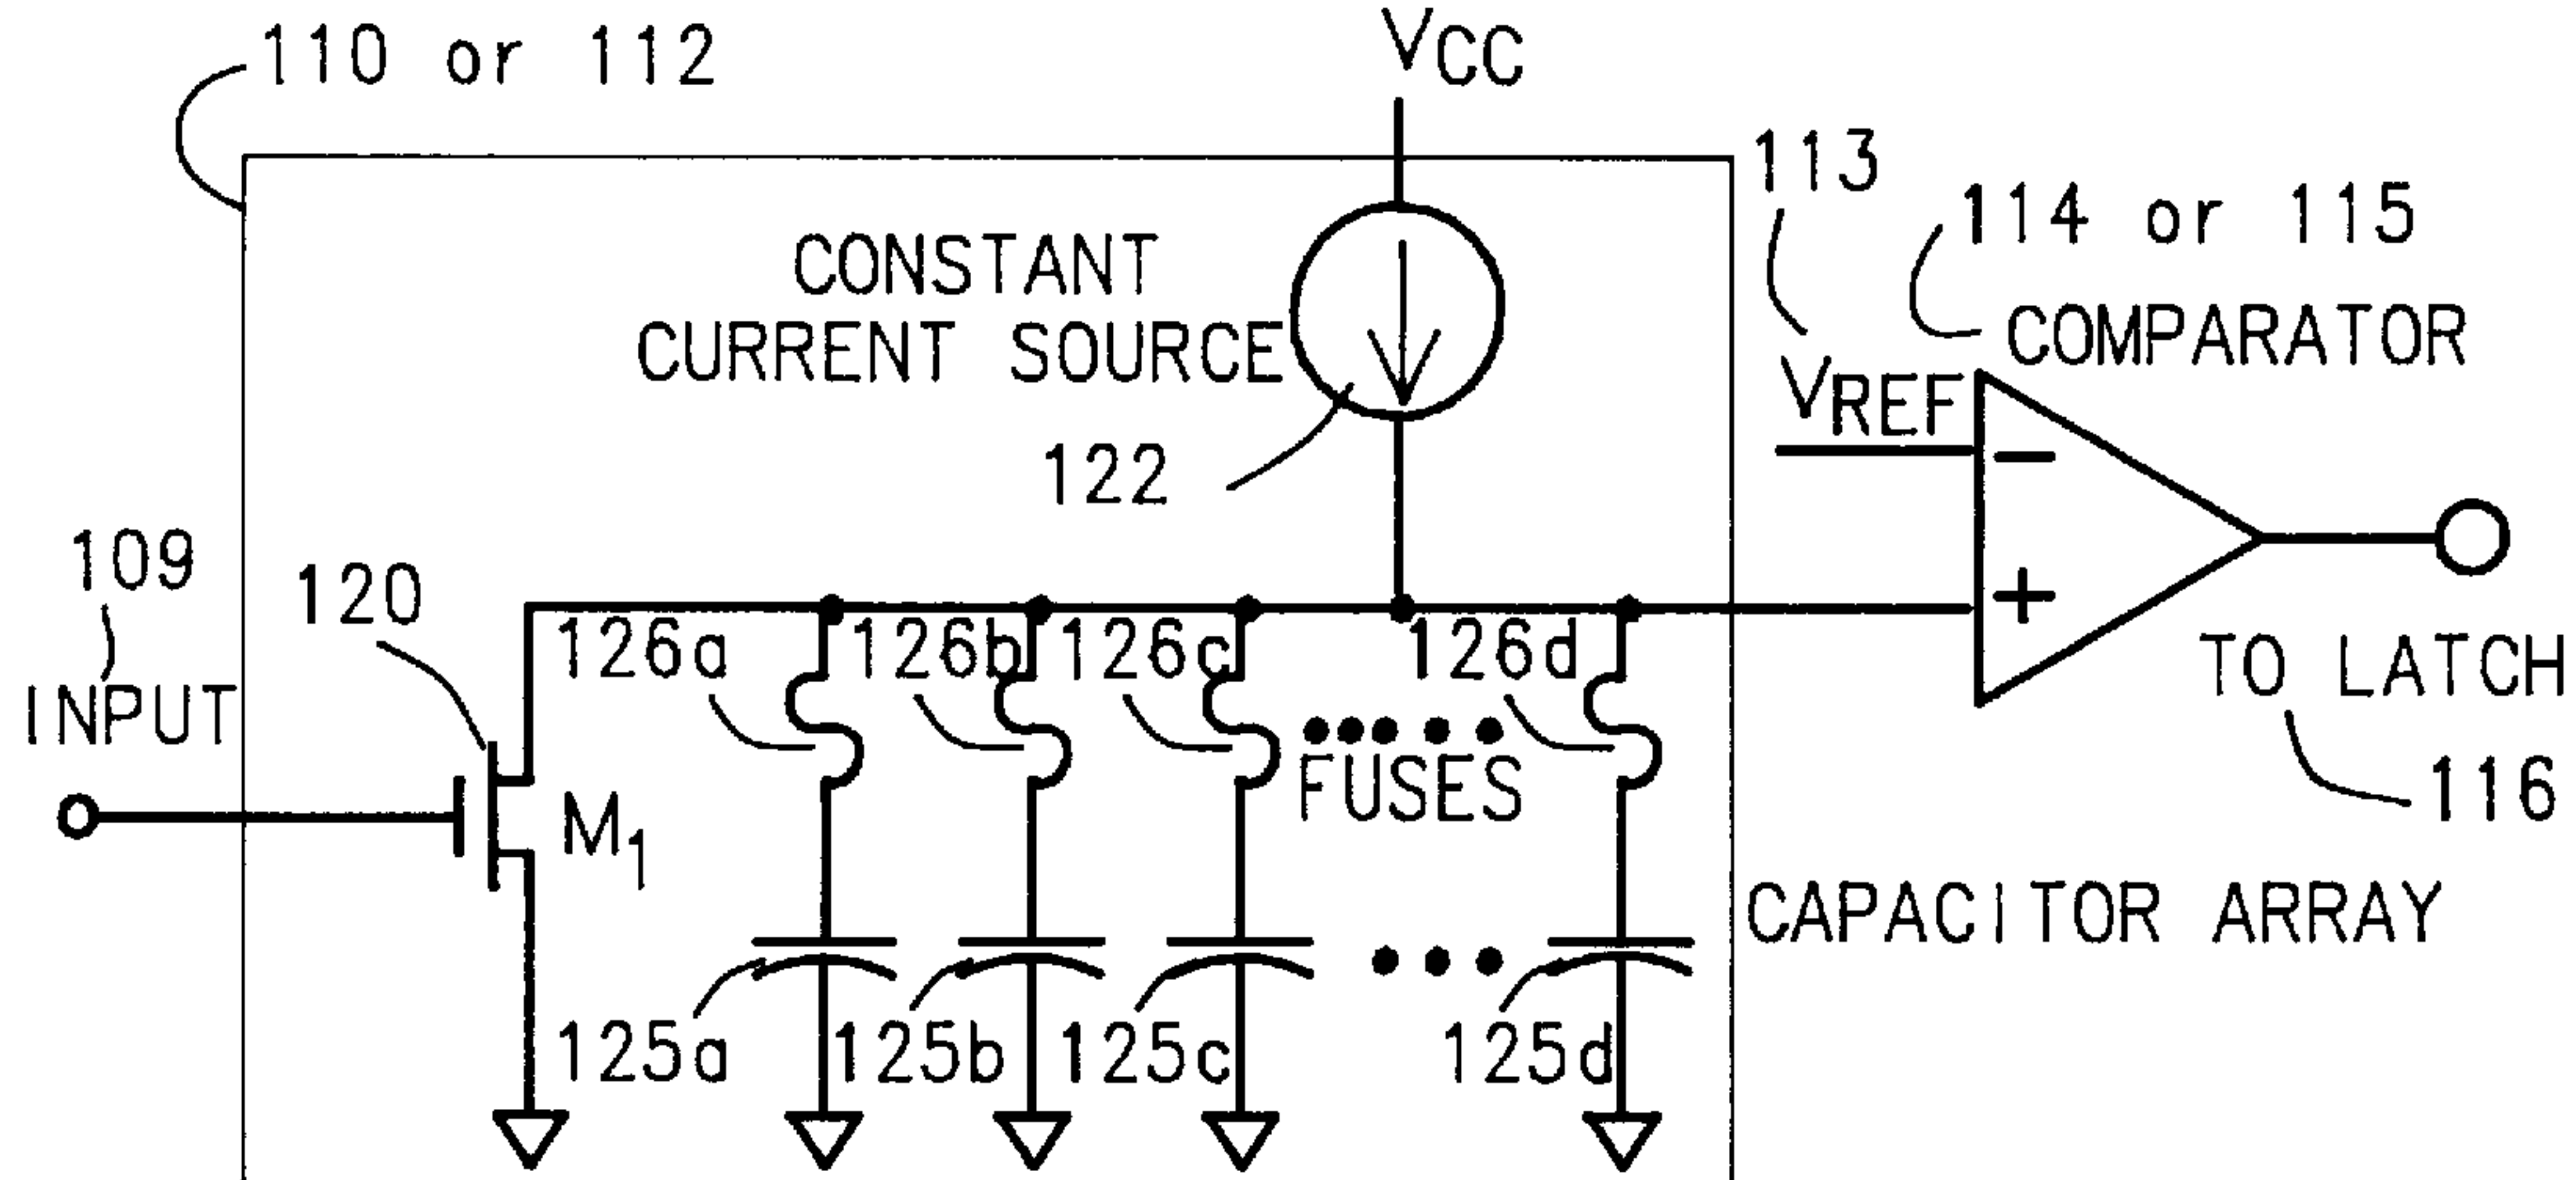 110 or 112
VCC
113
114 or 115
CONSTANT
CURRENT SOURCE
COMPARATOR
VREF
−
122
109
INPUT
120
126a
126b
126c
126d
+
TO LATCH
116
M1
FUSES
CAPACITOR ARRAY
125a
125b
125c
125d